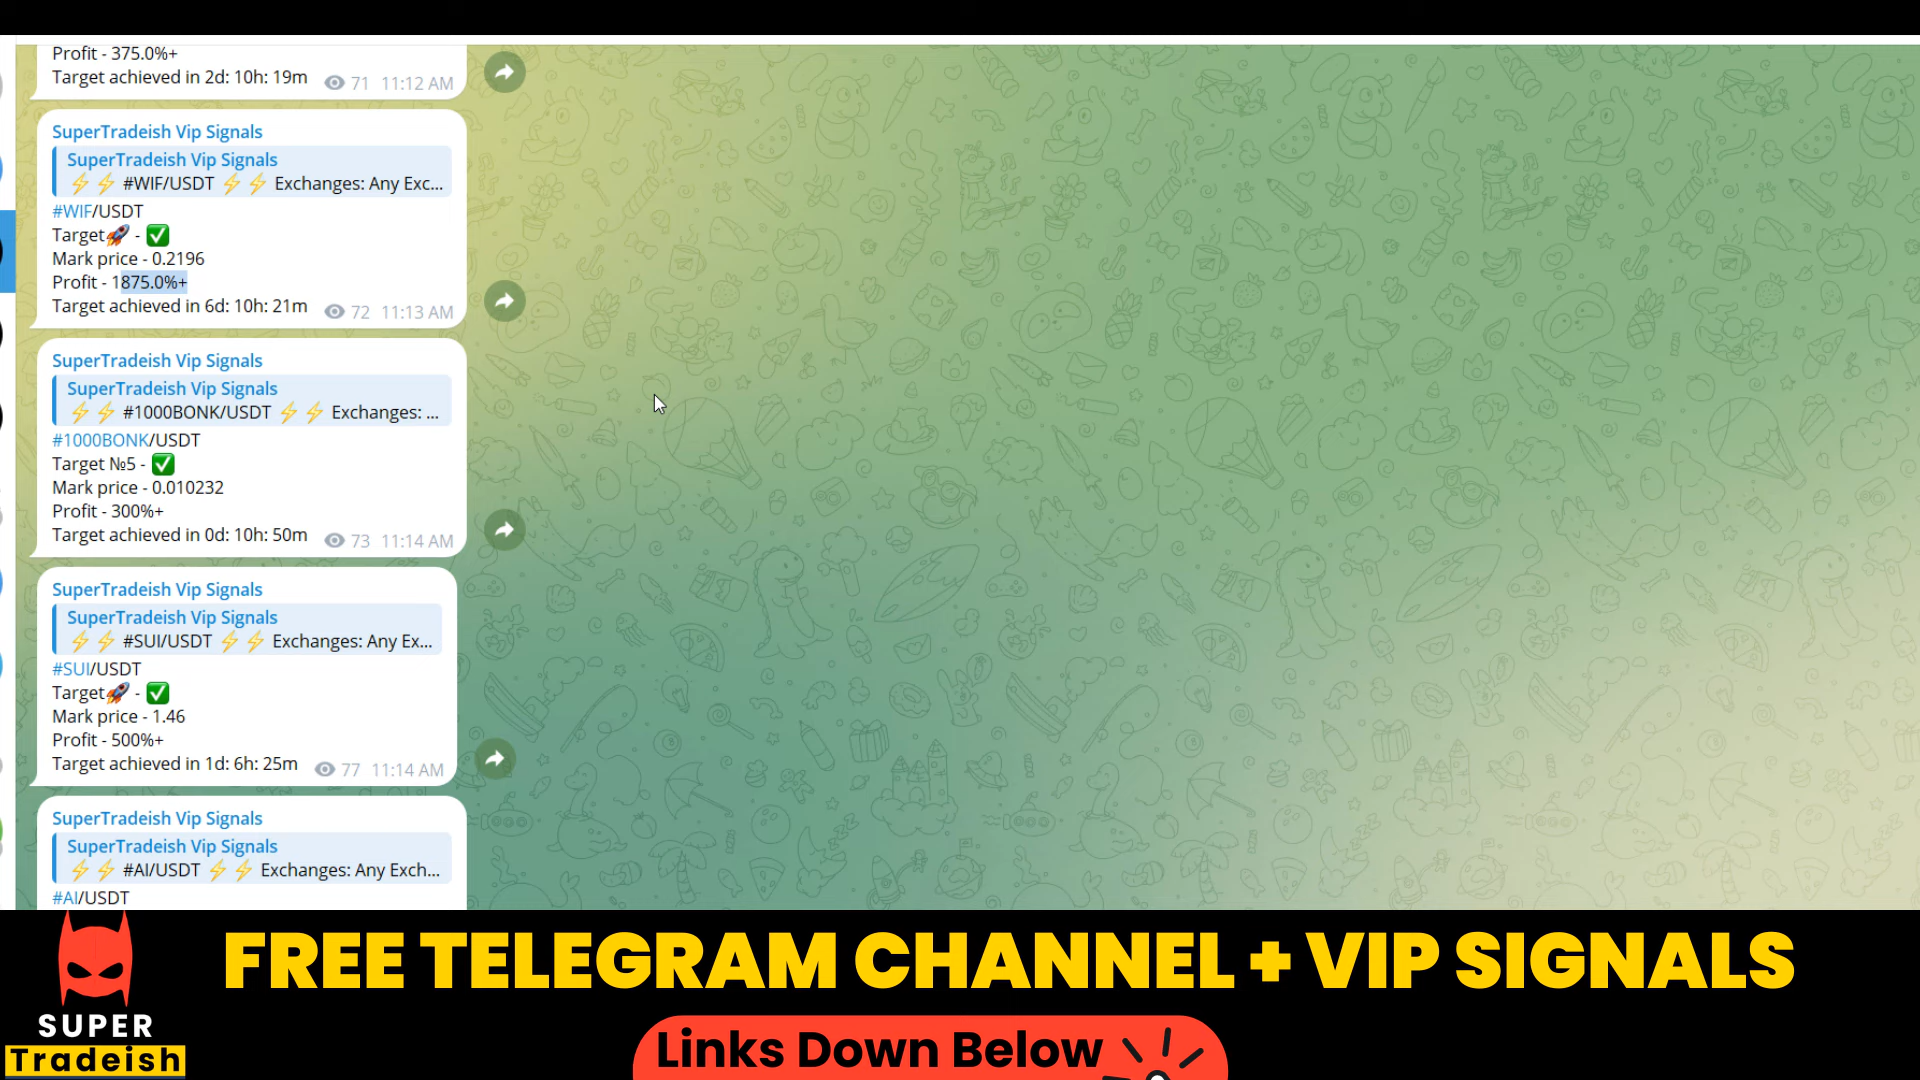 Profit - 375.0%+
Target achieved in 2d: 10h: 19m 71 11:12 AM
SuperTradeish Vip Signals
SuperTradeish Vip Signals
⚡⚡ #WIF/USDT ⚡⚡ Exchanges: Any Exc...
#WIF/USDT
Target🚀 - ✅
Mark price - 0.2196
Profit - 1875.0%+
Target achieved in 6d: 10h: 21m 72 11:13 AM
SuperTradeish Vip Signals
SuperTradeish Vip Signals
⚡⚡ #1000BONK/USDT ⚡⚡ Exchanges: ...
#1000BONK/USDT
Target №5 - ✅
Mark price - 0.010232
Profit - 300%+
Target achieved in 0d: 10h: 50m 73 11:14 AM
SuperTradeish Vip Signals
SuperTradeish Vip Signals
⚡⚡ #SUI/USDT ⚡⚡ Exchanges: Any Ex...
#SUI/USDT
Target🚀 - ✅
Mark price - 1.46
Profit - 500%+
Target achieved in 1d: 6h: 25m 77 11:14 AM
SuperTradeish Vip Signals
SuperTradeish Vip Signals
⚡⚡ #AI/USDT ⚡⚡ Exchanges: Any Exch...
#AI/USDT
FREE TELEGRAM CHANNEL + VIP SIGNALS
SUPER
Tradeish
Links Down Below